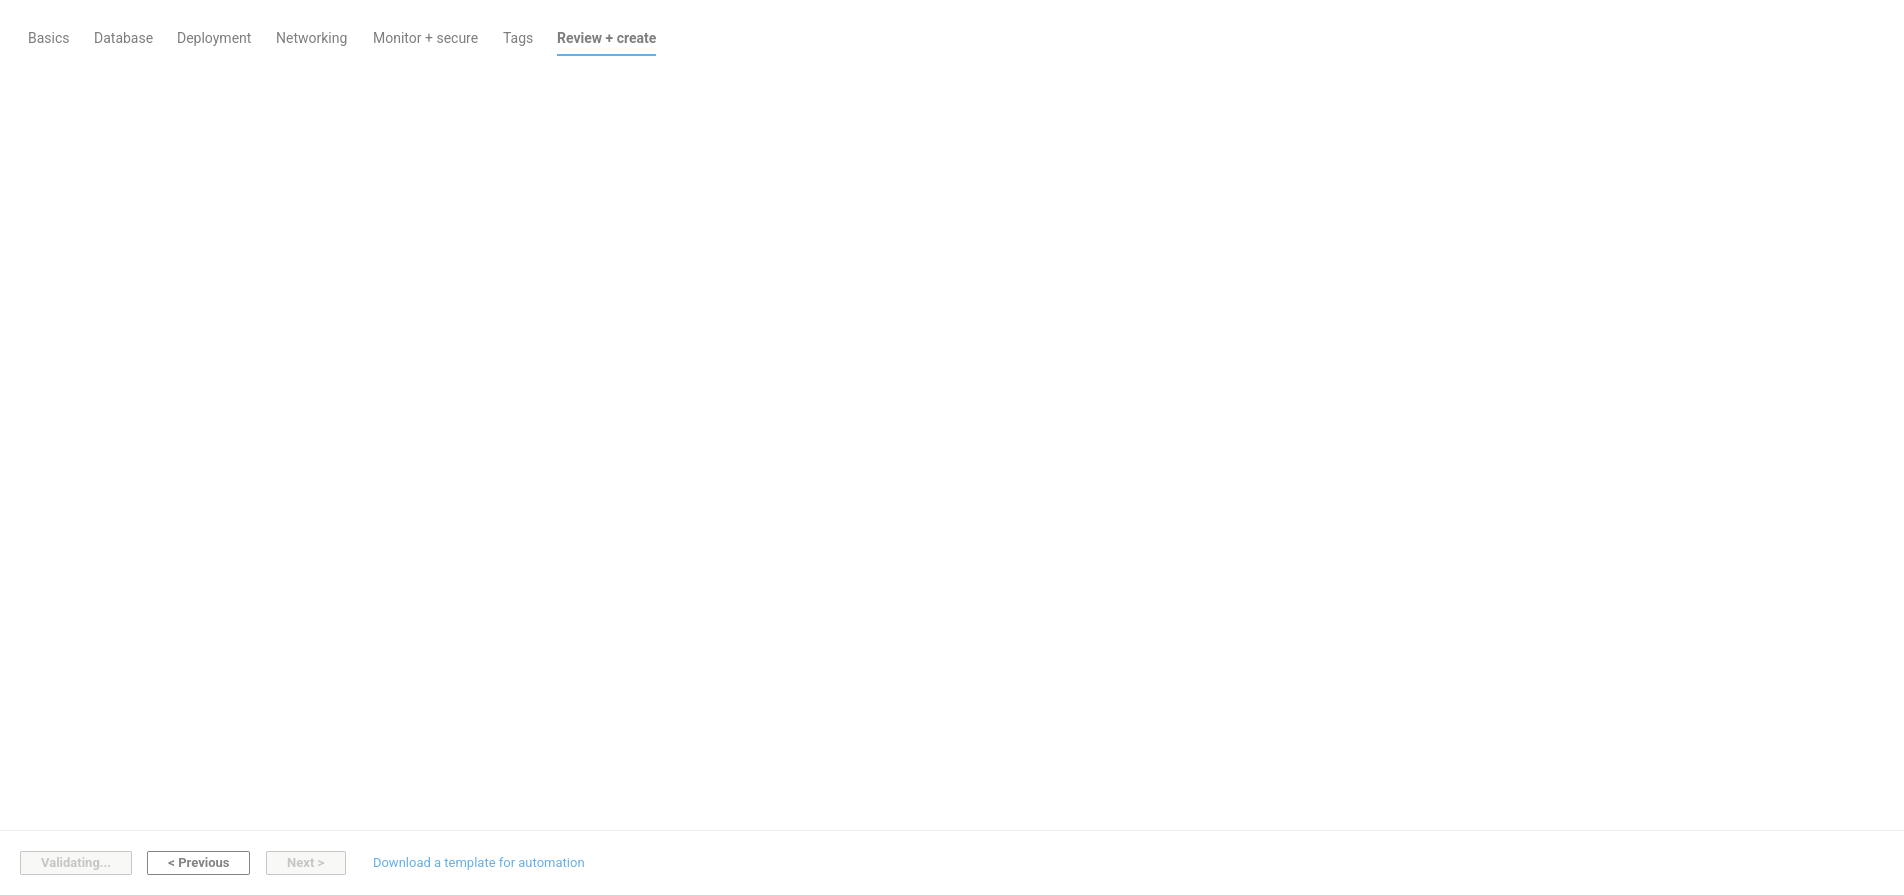 Basics Database Deployment Networking Monitor + secure Tags Review + create
Validating... < Previous Next > Download a template for automation